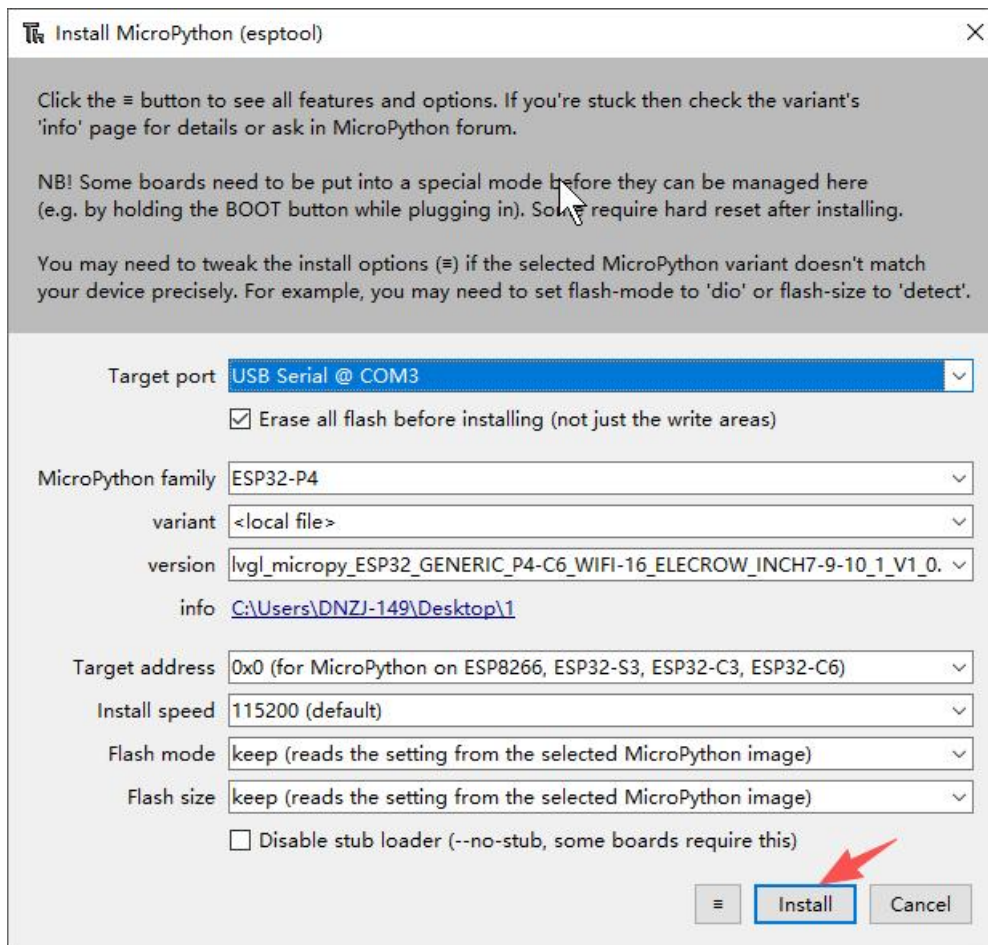 Install MicroPython (esptool)
Click the ≡ button to see all features and options. If you're stuck then check the variant's
'info' page for details or ask in MicroPython forum.
NB! Some boards need to be put into a special mode before they can be managed here
(e.g. by holding the BOOT button while plugging in). Some require hard reset after installing.
You may need to tweak the install options (≡) if the selected MicroPython variant doesn't match
your device precisely. For example, you may need to set flash-mode to 'dio' or flash-size to 'detect'.
Target port USB Serial @ COM3
Erase all flash before installing (not just the write areas)
MicroPython family ESP32-P4
variant <local file>
version lvgl_micropy_ESP32_GENERIC_P4-C6_WIFI-16_ELECROW_INCH7-9-10_1_V1_0.
info C:\Users\DNZJ-149\Desktop\1
Target address 0x0 (for MicroPython on ESP8266, ESP32-S3, ESP32-C3, ESP32-C6)
Install speed 115200 (default)
Flash mode keep (reads the setting from the selected MicroPython image)
Flash size keep (reads the setting from the selected MicroPython image)
Disable stub loader (--no-stub, some boards require this)
≡ Install Cancel